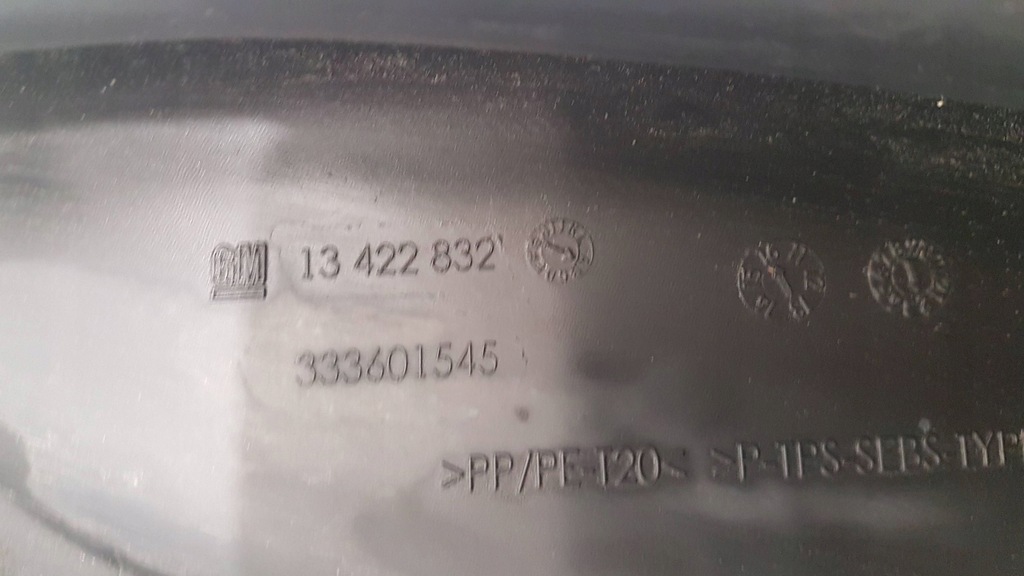 GM 13 422 832
333601545
>PP/PE-T20< >P-TPS-SEBS-TYP